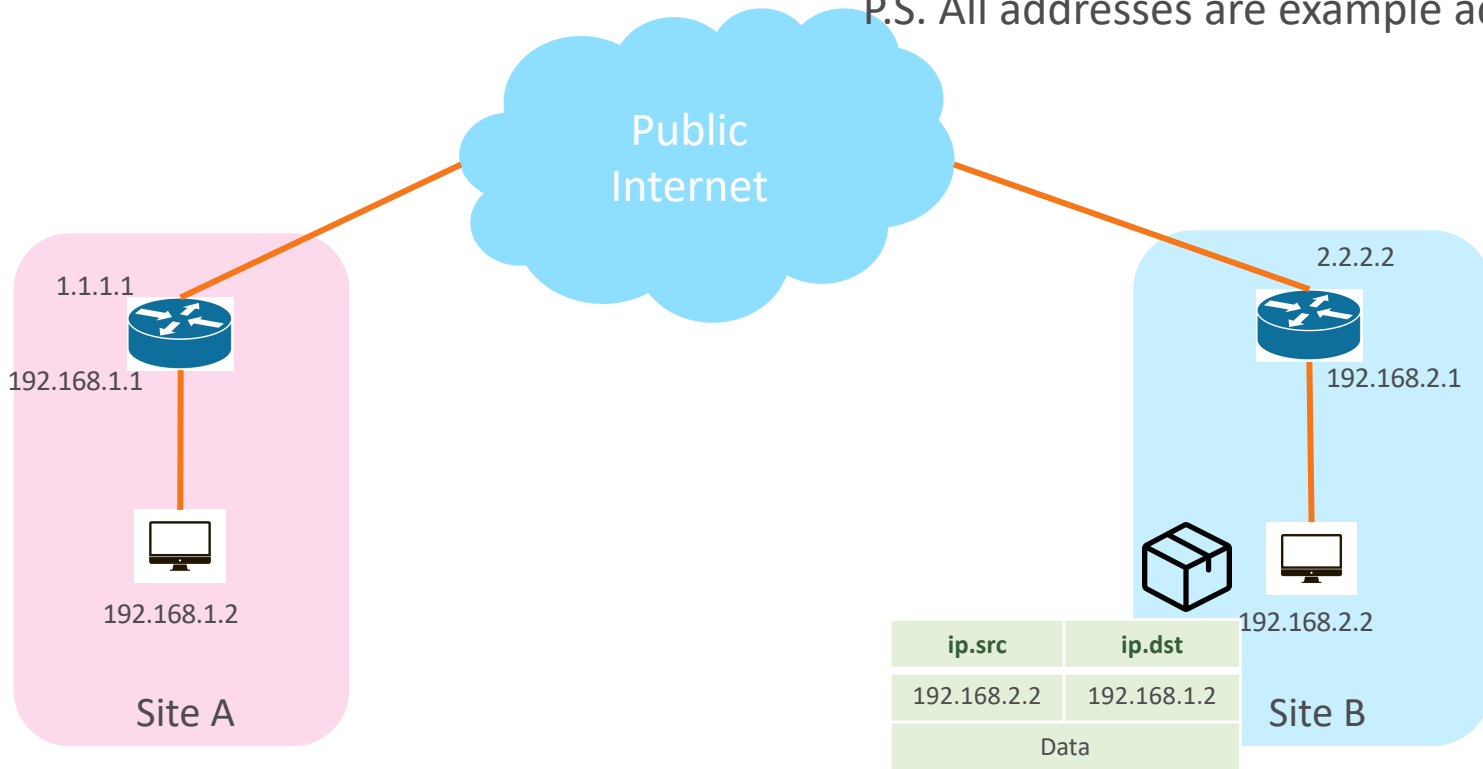 P.S. All addresses are example
Public
Internet
1.1.1.1
2.2.2.2
192.168.1.1
192.168.2.1
192.168.1.2
192.168.2.2
ip.src ip.dst
192.168.2.2 192.168.1.2
Data
Site A
Site B